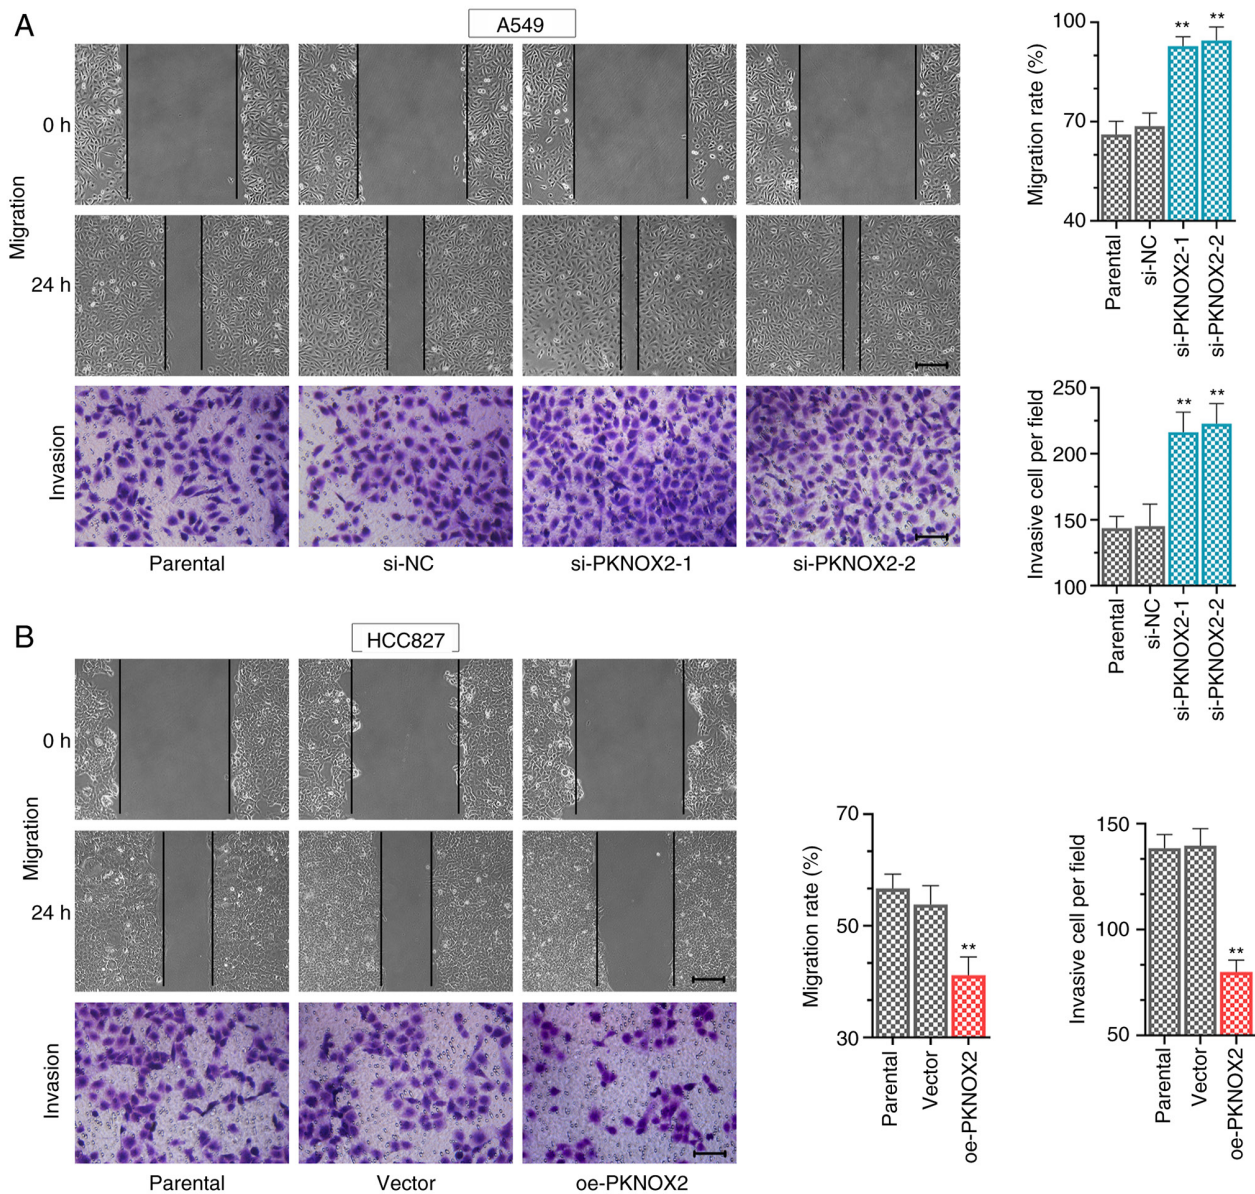 A
A549
Migration
0 h
24 h
Invasion
Parental
si-NC
si-PKNOX2-1
si-PKNOX2-2
Migration rate (%)
100
70
40
**
**
Parental
si-NC
si-PKNOX2-1
si-PKNOX2-2
Invasive cell per field
250
200
150
100
**
**
Parental
si-NC
si-PKNOX2-1
si-PKNOX2-2
B
HCC827
Migration
0 h
24 h
Invasion
Parental
Vector
oe-PKNOX2
Migration rate (%)
70
50
30
**
Parental
Vector
oe-PKNOX2
Invasive cell per field
150
100
50
**
Parental
Vector
oe-PKNOX2